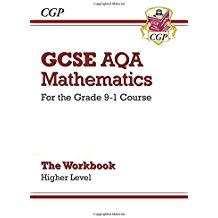 CGP
GCSE AQA
Mathematics
For the Grade 9-1 Course
CGP
The Workbook
Higher Level